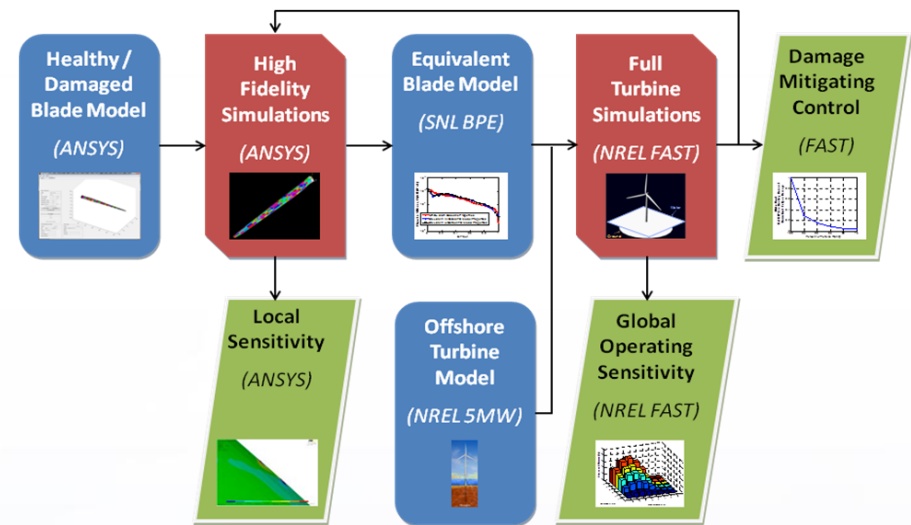 Healthy /
Damaged
Blade Model
(ANSYS)
High
Fidelity
Simulations
(ANSYS)
Equivalent
Blade Model
(SNL BPE)
Full
Turbine
Simulations
(NREL FAST)
Damage
Mitigating
Control
(FAST)
Local
Sensitivity
(ANSYS)
Offshore
Turbine
Model
(NREL 5MW)
Global
Operating
Sensitivity
(NREL FAST)